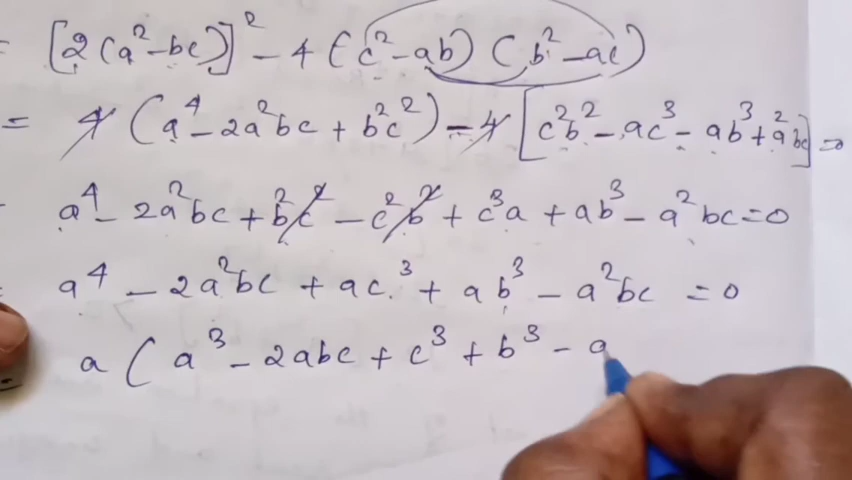 = [2(a²-bc)]² - 4(c²-ab)(b²-ac)
= 4(a⁴-2a²bc+b²c²)-4[c²b²-ac³-ab³+a²bc]=0
a⁴-2a²bc+b²c²-c²b²+c³a+ab³-a²bc=0
a⁴-2a²bc+ac³+ab³-a²bc=0
a(a³-2abc+c³+b³-a